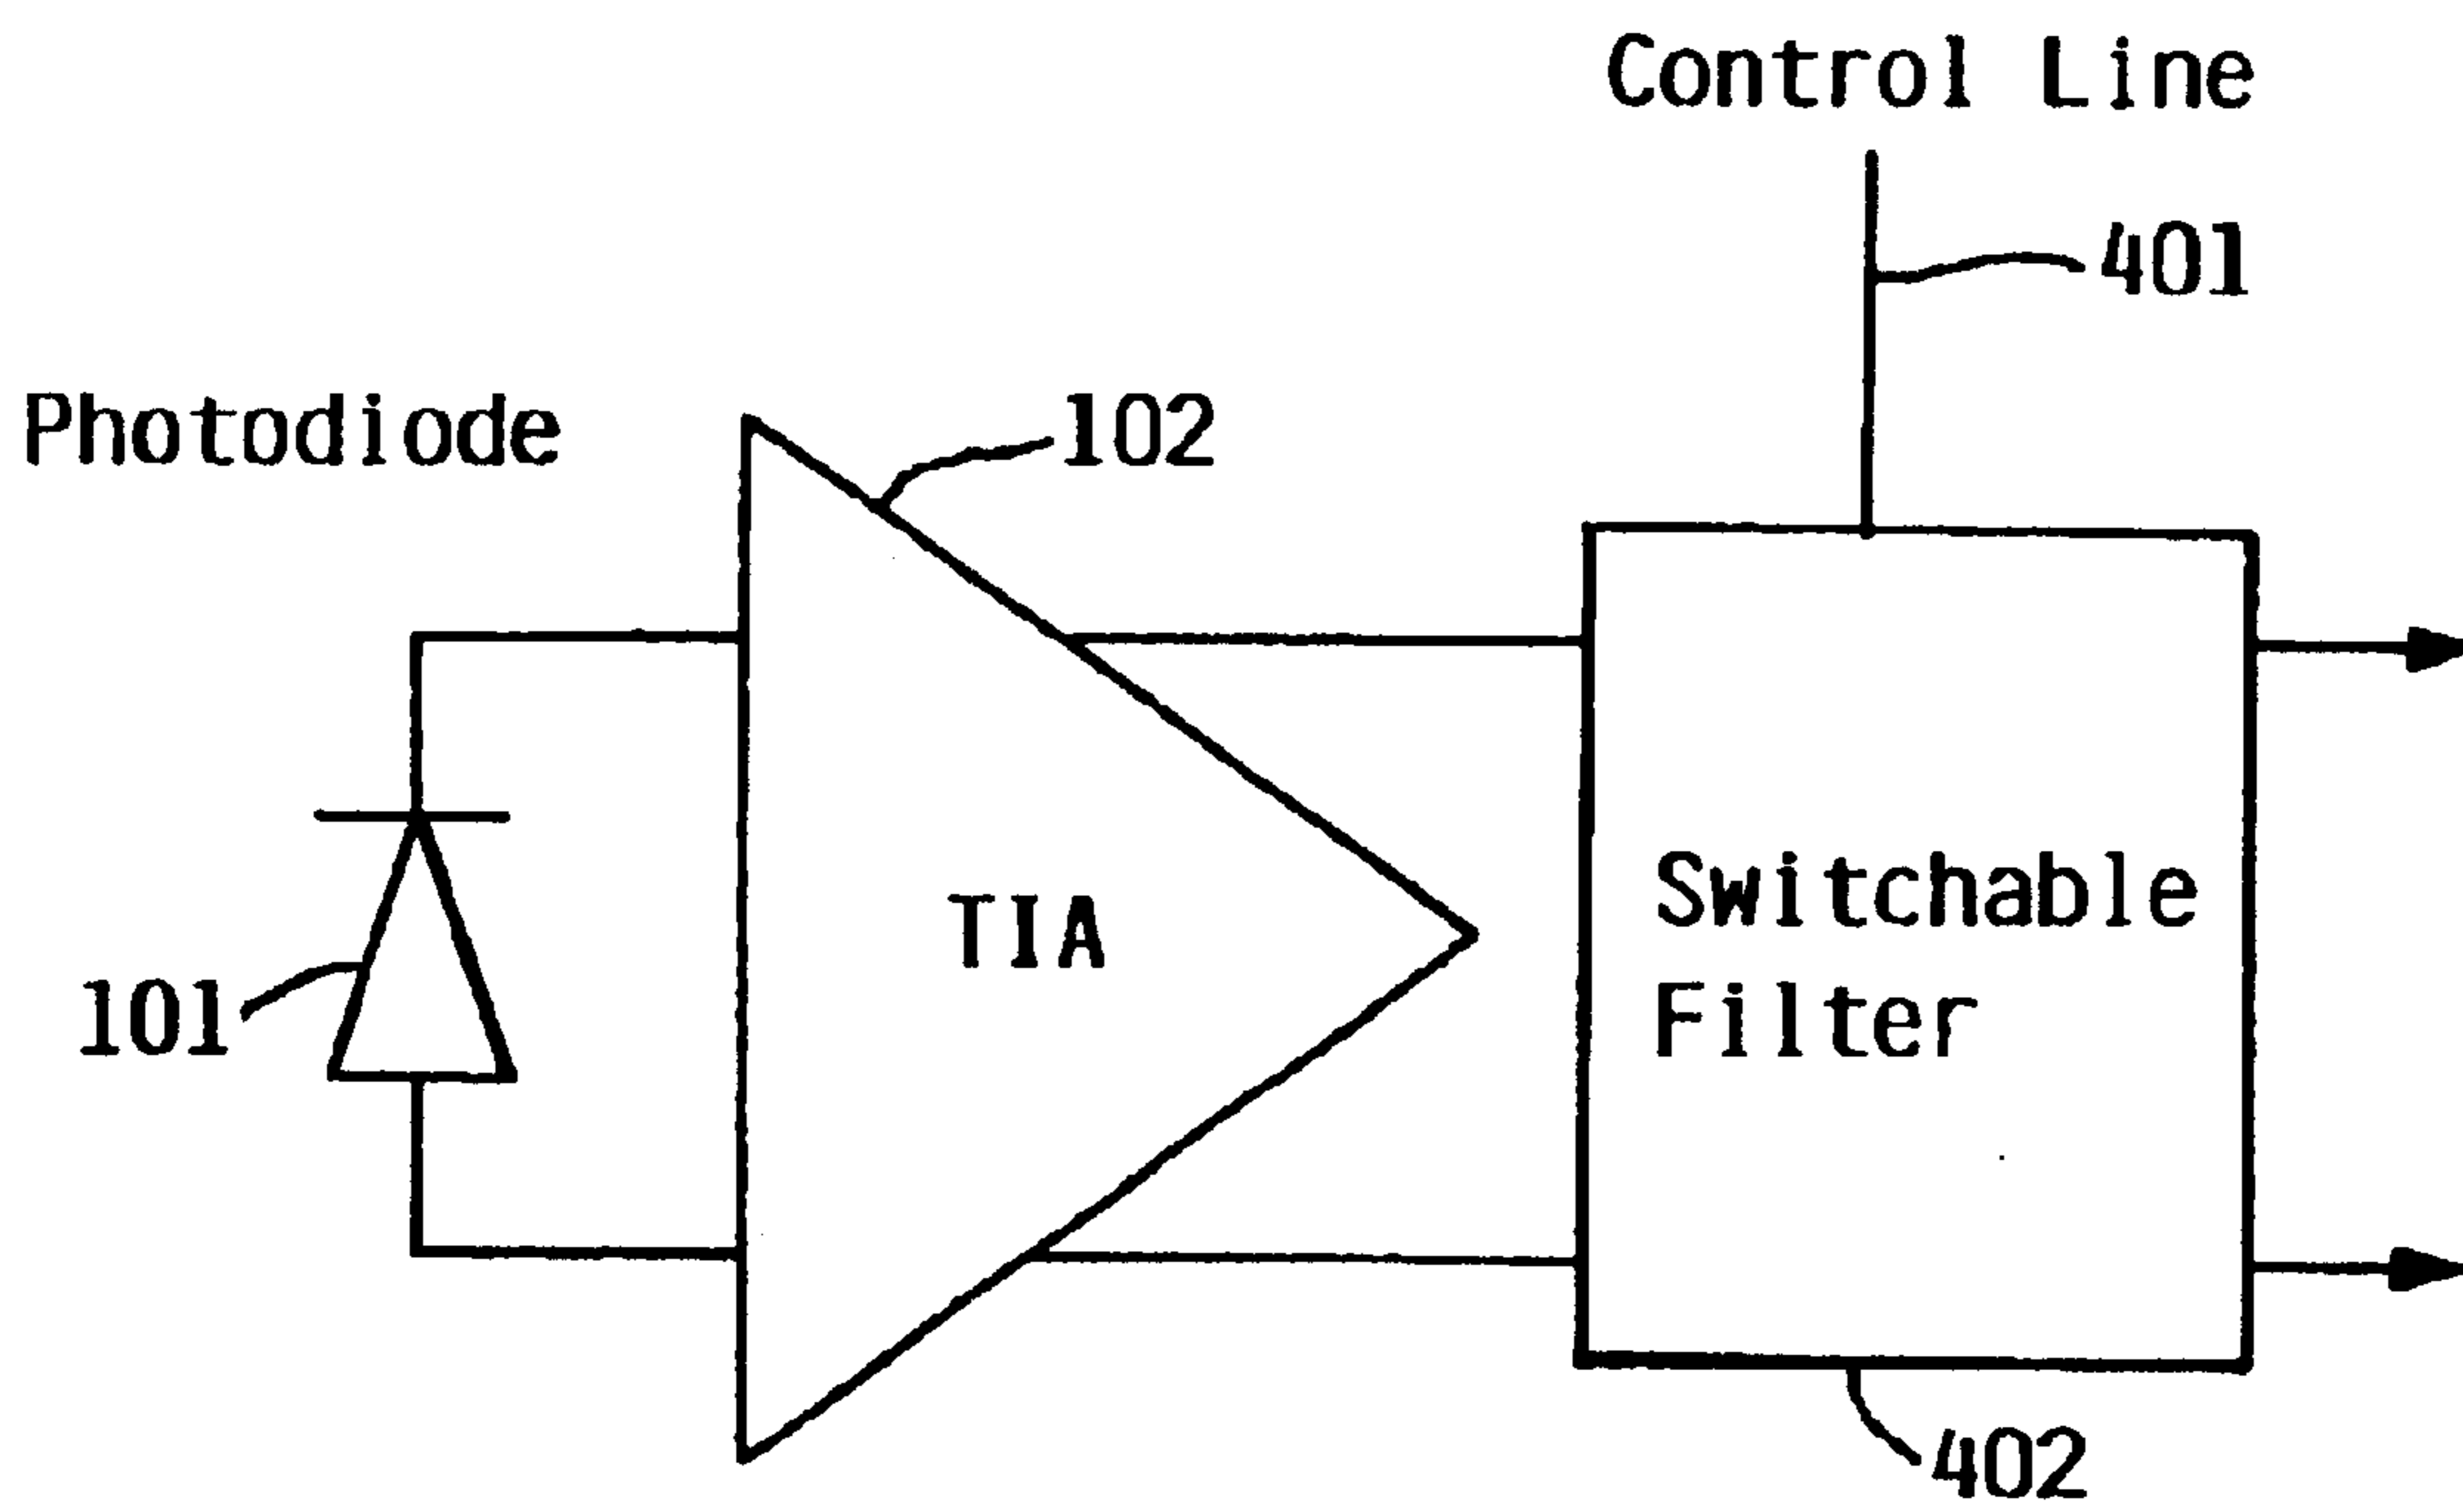 Control Line
401
Photodiode
102
TIA
Switchable
Filter
101
402